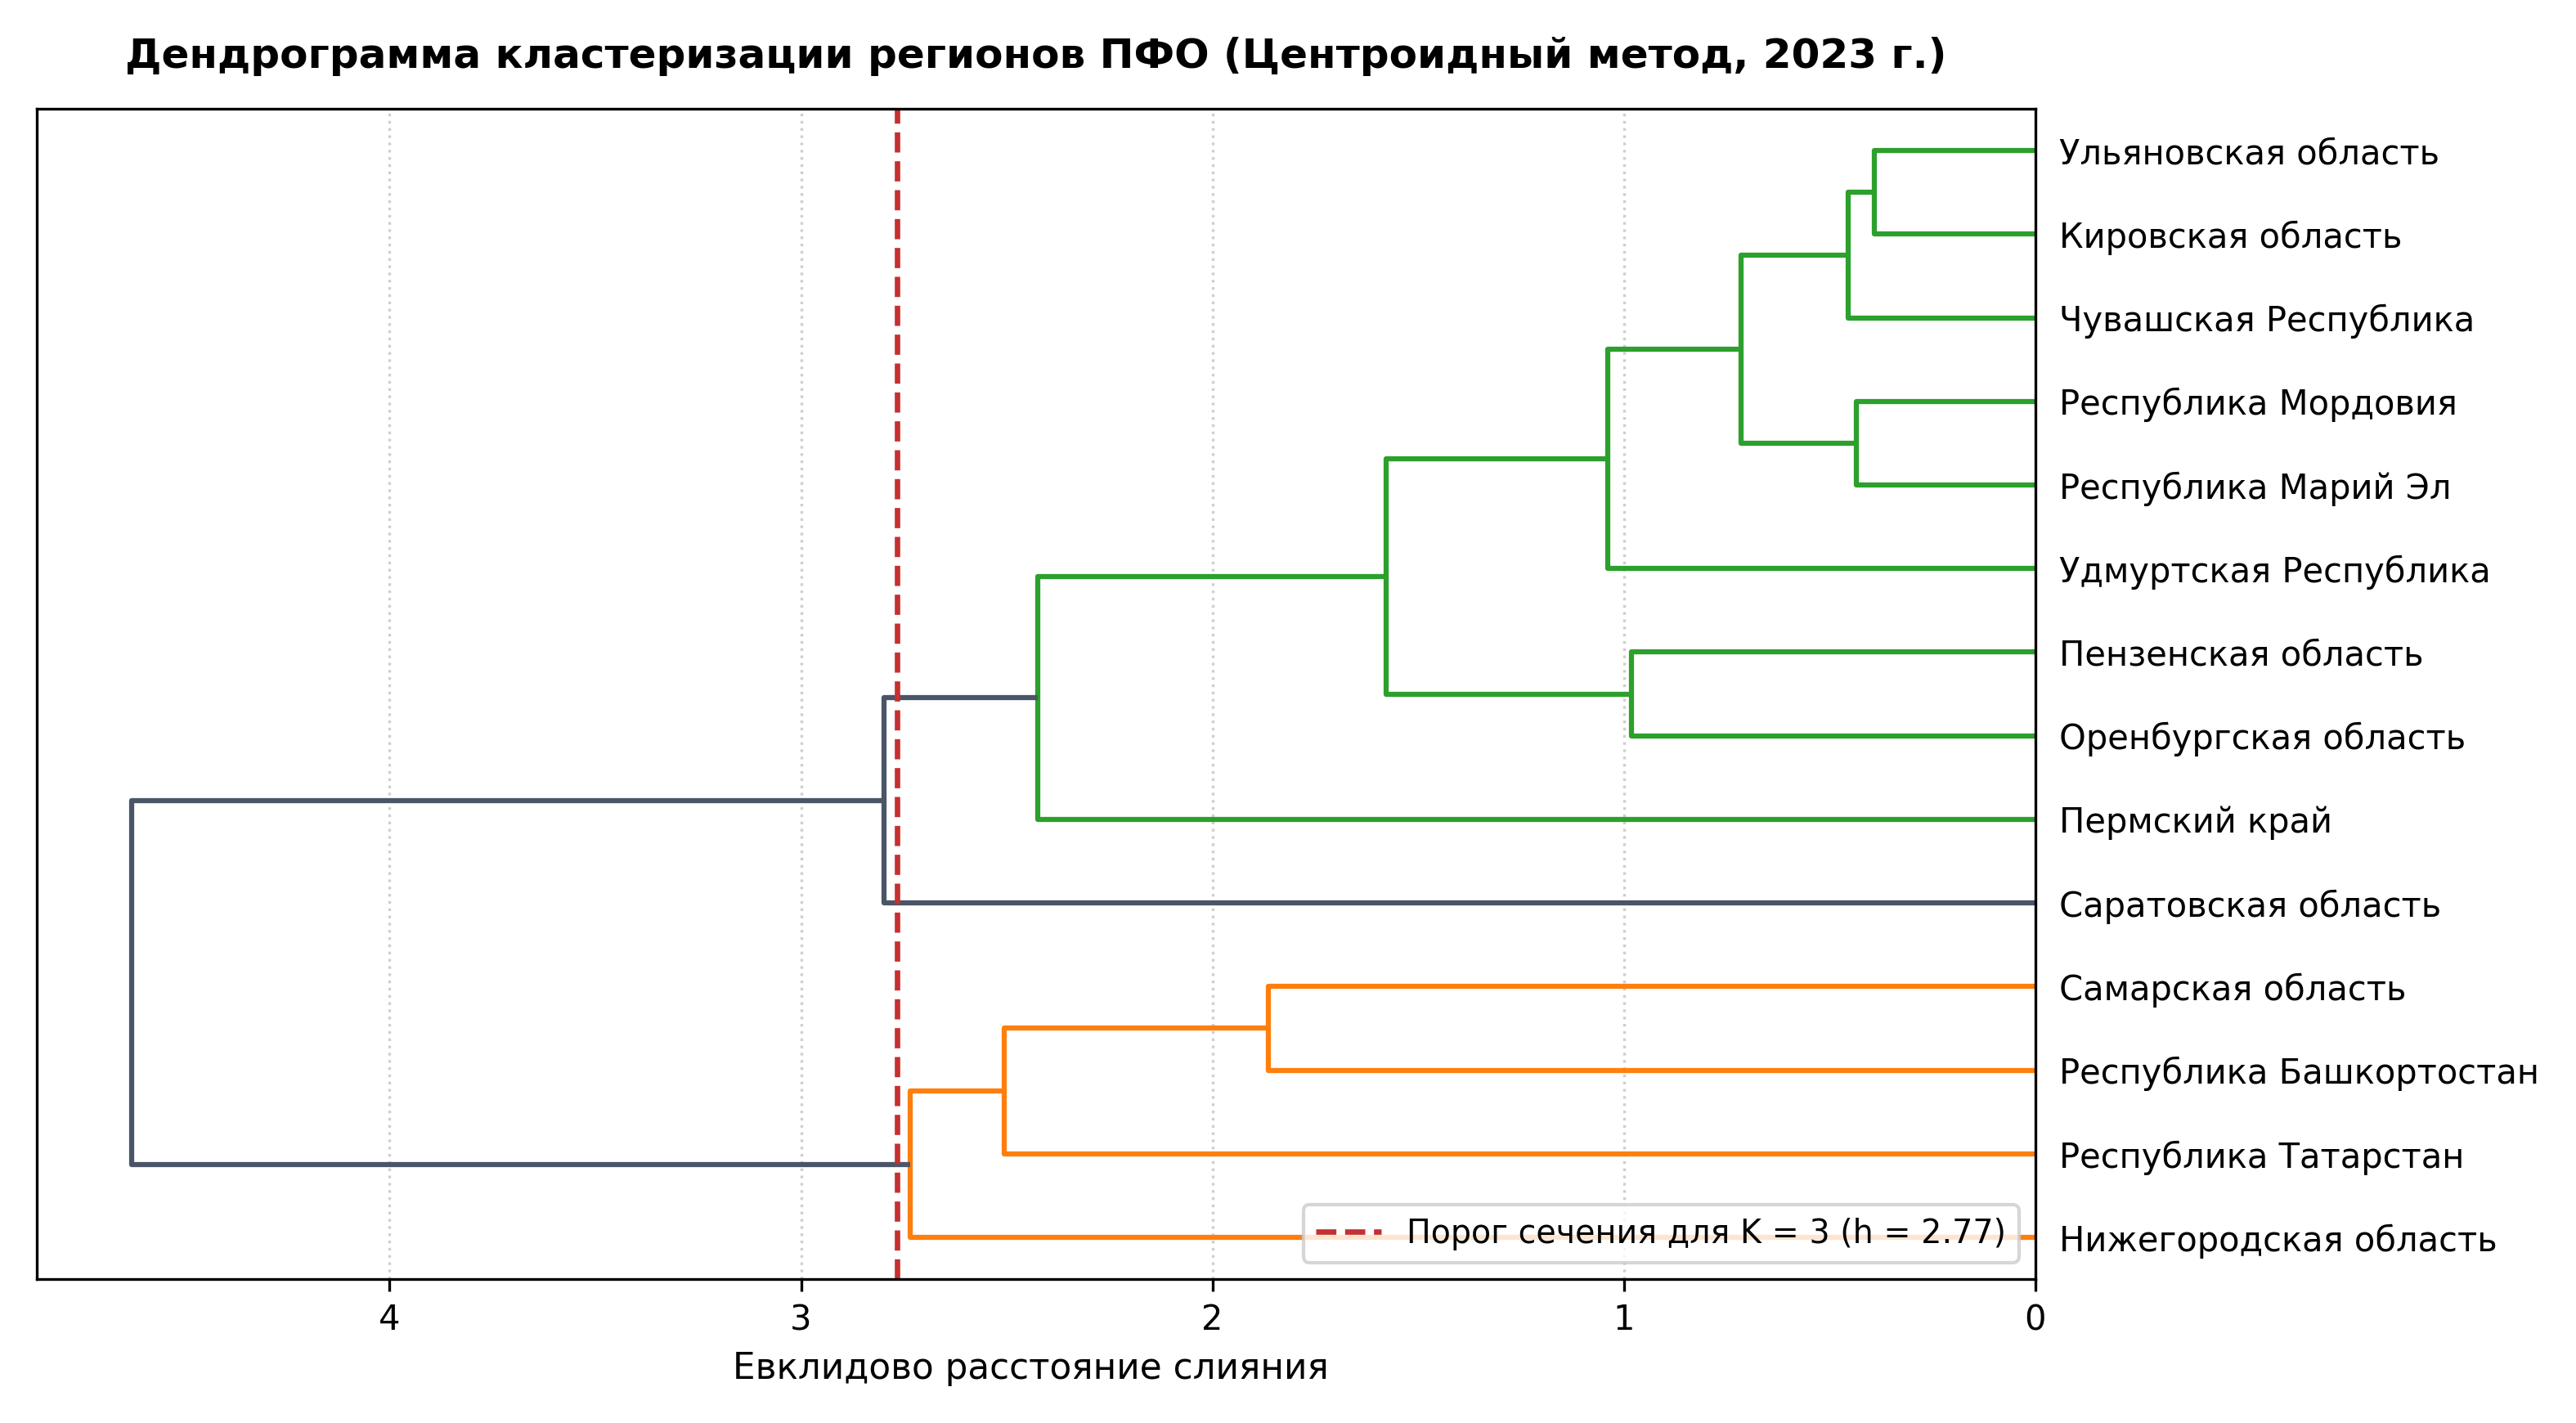 Дендрограмма кластеризации регионов ПФО (Центроидный метод, 2023 г.)
Ульяновская область
Кировская область
Чувашская Республика
Республика Мордовия
Республика Марий Эл
Удмуртская Республика
Пензенская область
Оренбургская область
Пермский край
Саратовская область
Самарская область
Республика Башкортостан
Республика Татарстан
Нижегородская область
Порог сечения для K = 3 (h = 2.77)
4 3 2 1 0
Евклидово расстояние слияния